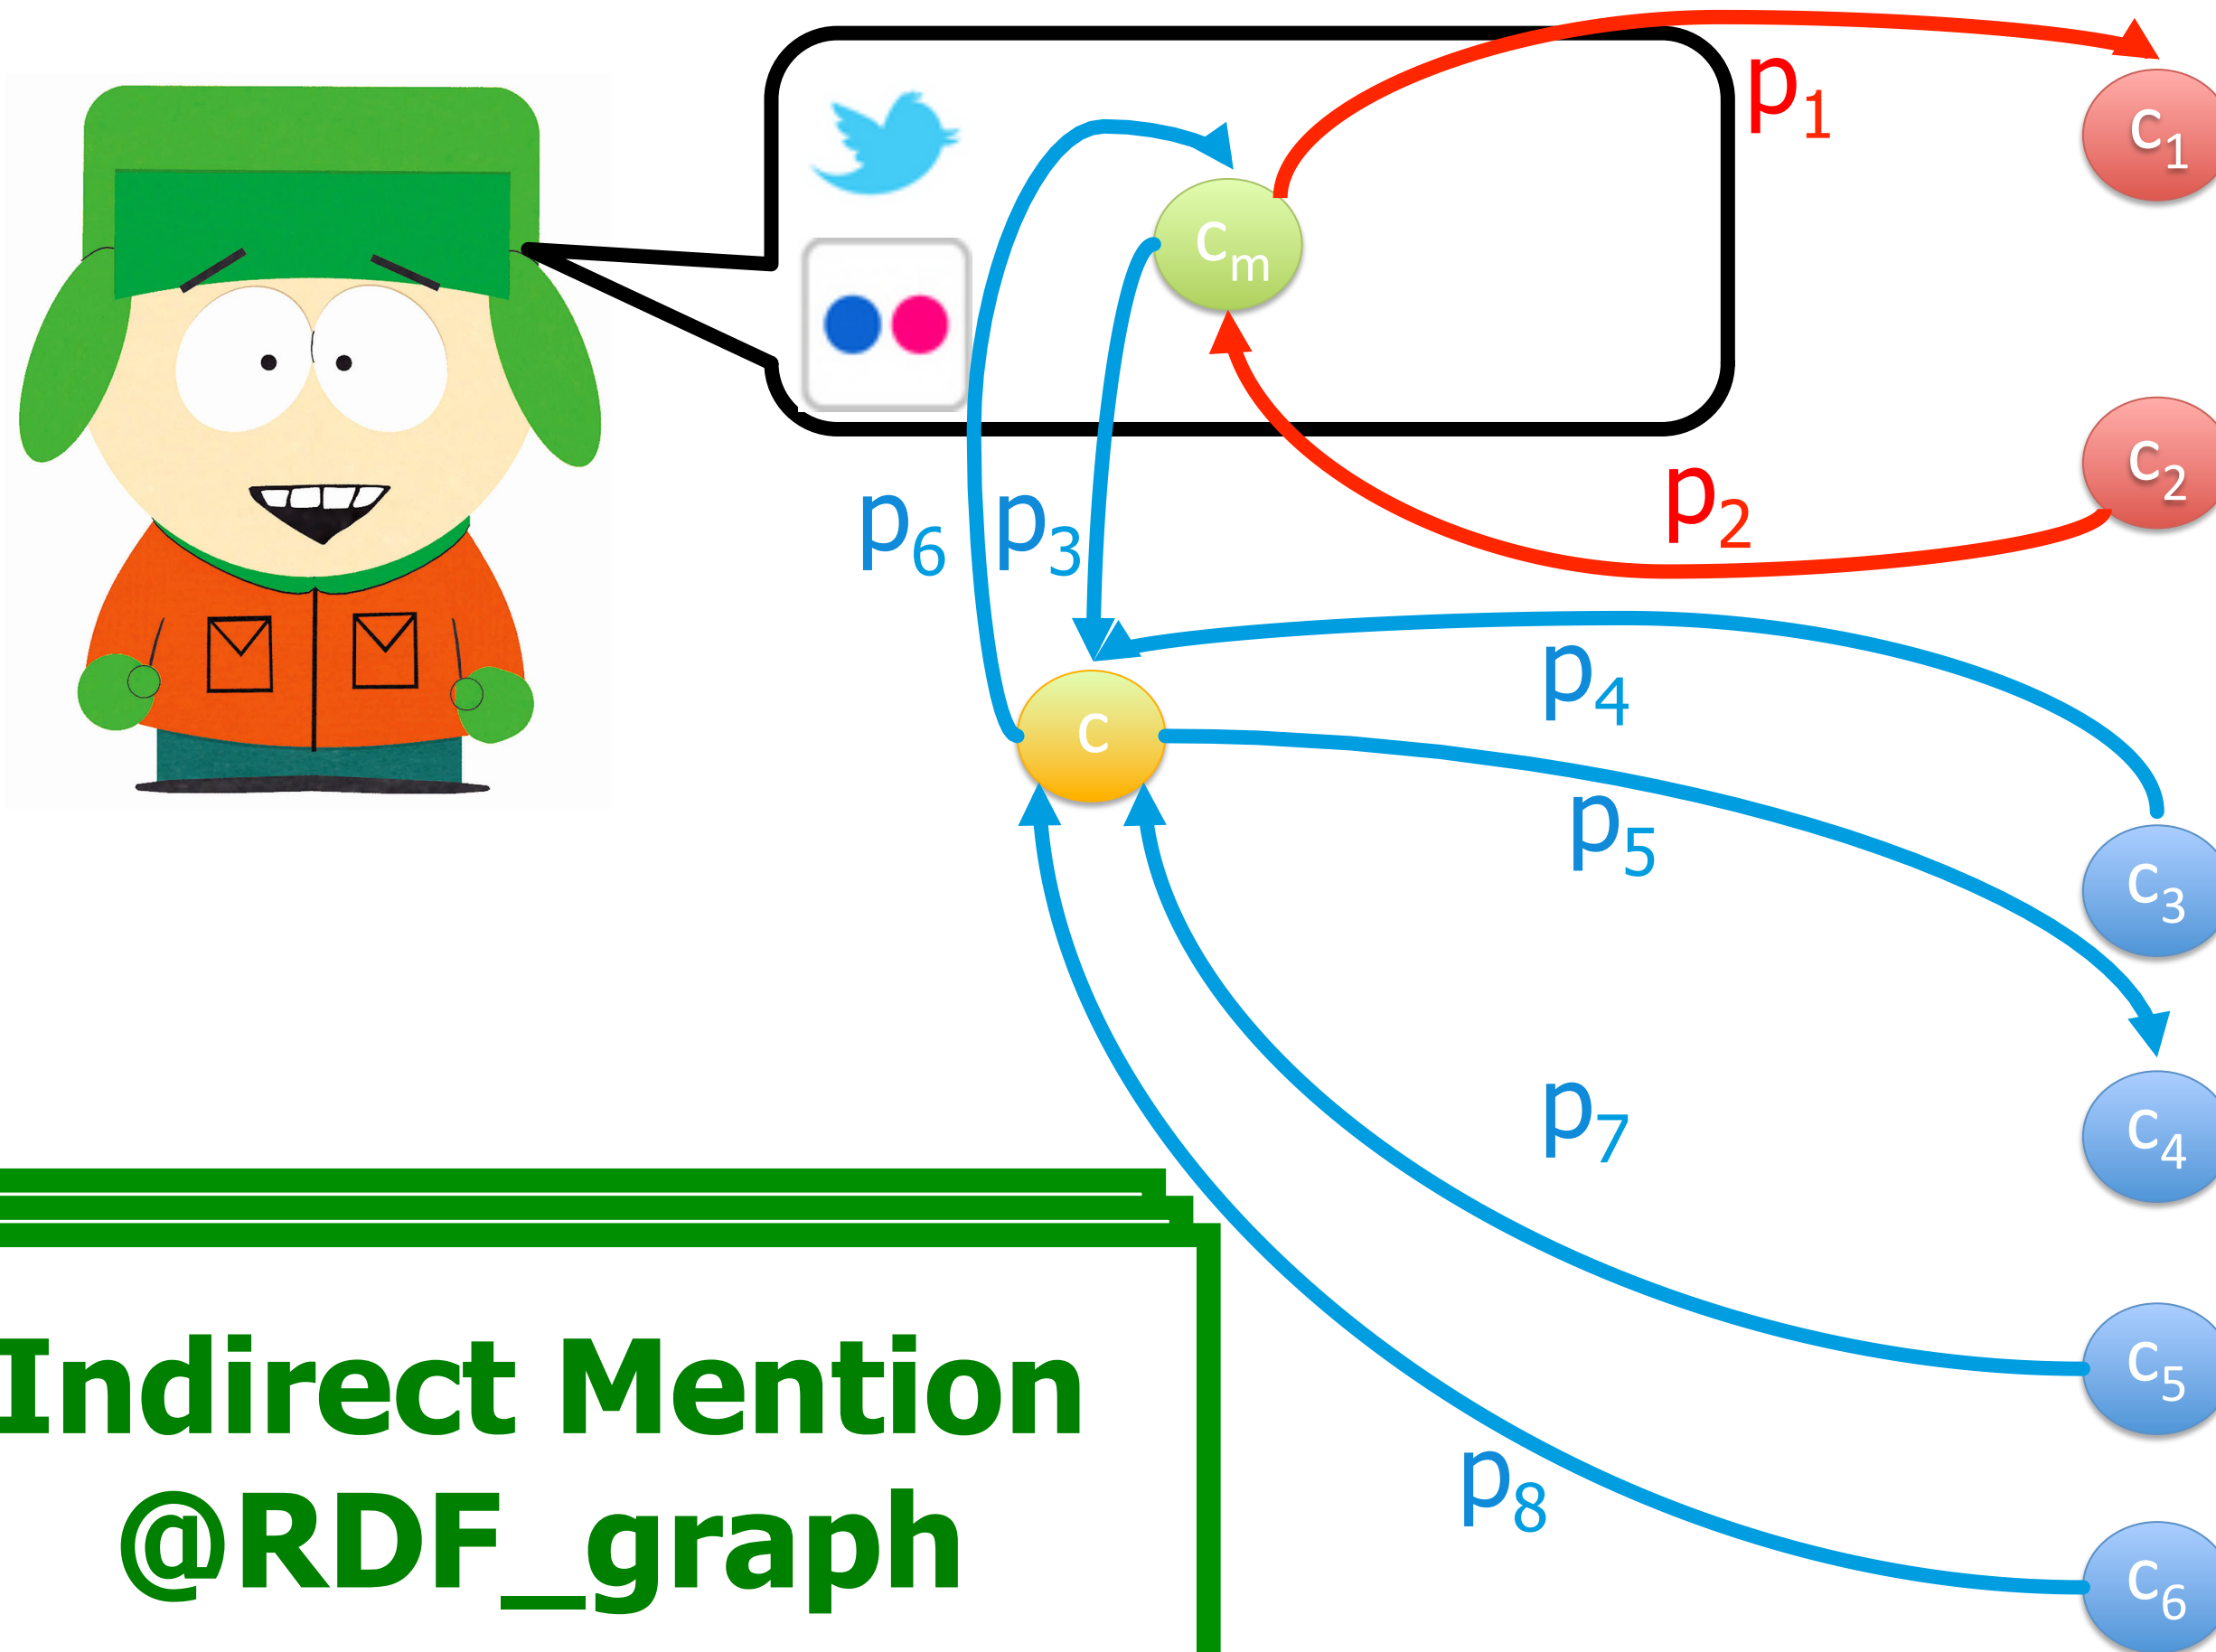 p1
c1
cm
c2
p2
p6 p3
p4
c
p5
c3
p7
c4
Indirect Mention
c5
p8
@RDF_graph
c6